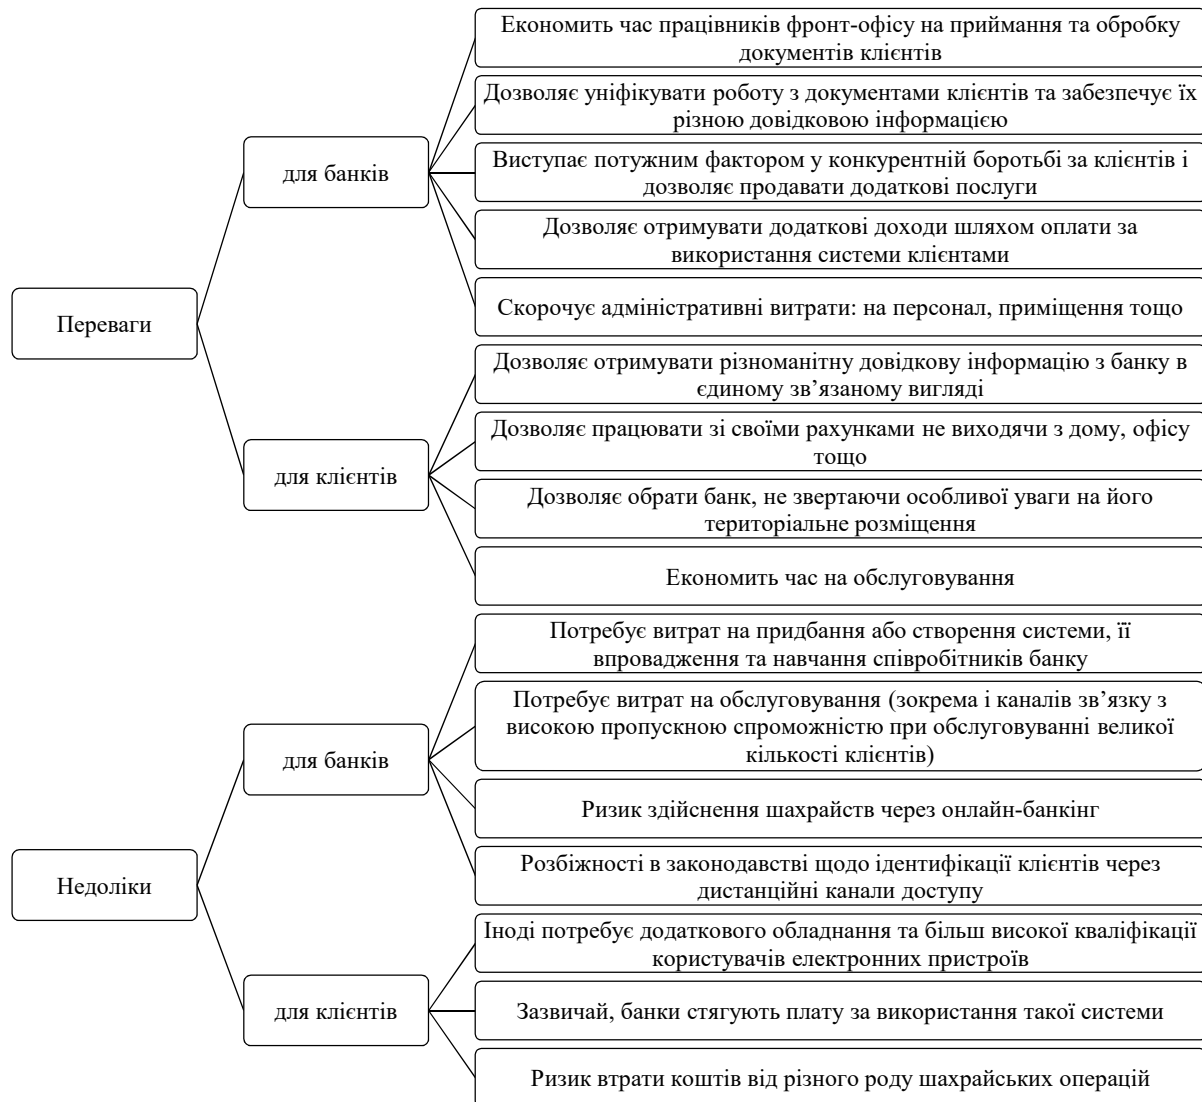 Переваги
для банків
Економить час працівників фронт-офісу на приймання та обробку
документів клієнтів
Дозволяє уніфікувати роботу з документами клієнтів та забезпечує їх
різною довідковою інформацією
Виступає потужним фактором у конкурентній боротьбі за клієнтів і
дозволяє продавати додаткові послуги
Дозволяє отримувати додаткові доходи шляхом оплати за
використання системи клієнтами
Скорочує адміністративні витрати: на персонал, приміщення тощо
для клієнтів
Дозволяє отримувати різноманітну довідкову інформацію з банку в
єдиному зв’язаному вигляді
Дозволяє працювати зі своїми рахунками не виходячи з дому, офісу
тощо
Дозволяє обрати банк, не звертаючи особливої уваги на його
територіальне розміщення
Економить час на обслуговування
Недоліки
для банків
Потребує витрат на придбання або створення системи, її
впровадження та навчання співробітників банку
Потребує витрат на обслуговування (зокрема і каналів зв’язку з
високою пропускною спроможністю при обслуговуванні великої
кількості клієнтів)
Ризик здійснення шахрайств через онлайн-банкінг
Розбіжності в законодавстві щодо ідентифікації клієнтів через
дистанційні канали доступу
для клієнтів
Іноді потребує додаткового обладнання та більш високої кваліфікації
користувачів електронних пристроїв
Зазвичай, банки стягують плату за використання такої системи
Ризик втрати коштів від різного роду шахрайських операцій